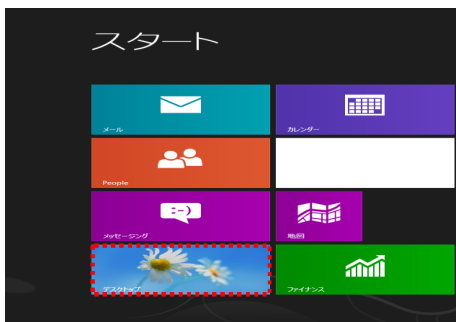 スタート
メール
カレンダー
People
メッセージング
:-)
地図
デスクトップ
ファイナンス